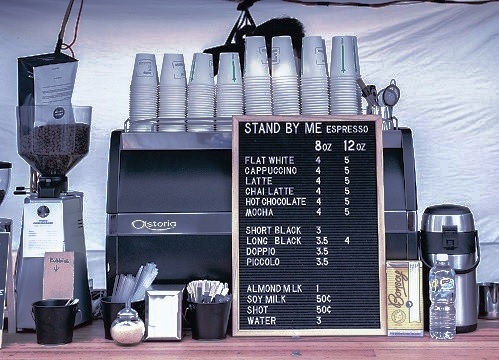 STAND BY ME ESPRESSO
8OZ 12OZ
FLAT WHITE 4 5
CAPPUCCINO 4 5
LATTE 4 5
CHAI LATTE 4 5
HOT CHOCOLATE 4 5
MOCHA 4 5
SHORT BLACK 3
LONG BLACK 3.5 4
DOPPIO 3.5
PICCOLO 3.5
ALMOND MLK 1
SOY MILK 50¢
SHOT 50¢
WATER 3
Astoria
Rubbish
Bonsoy